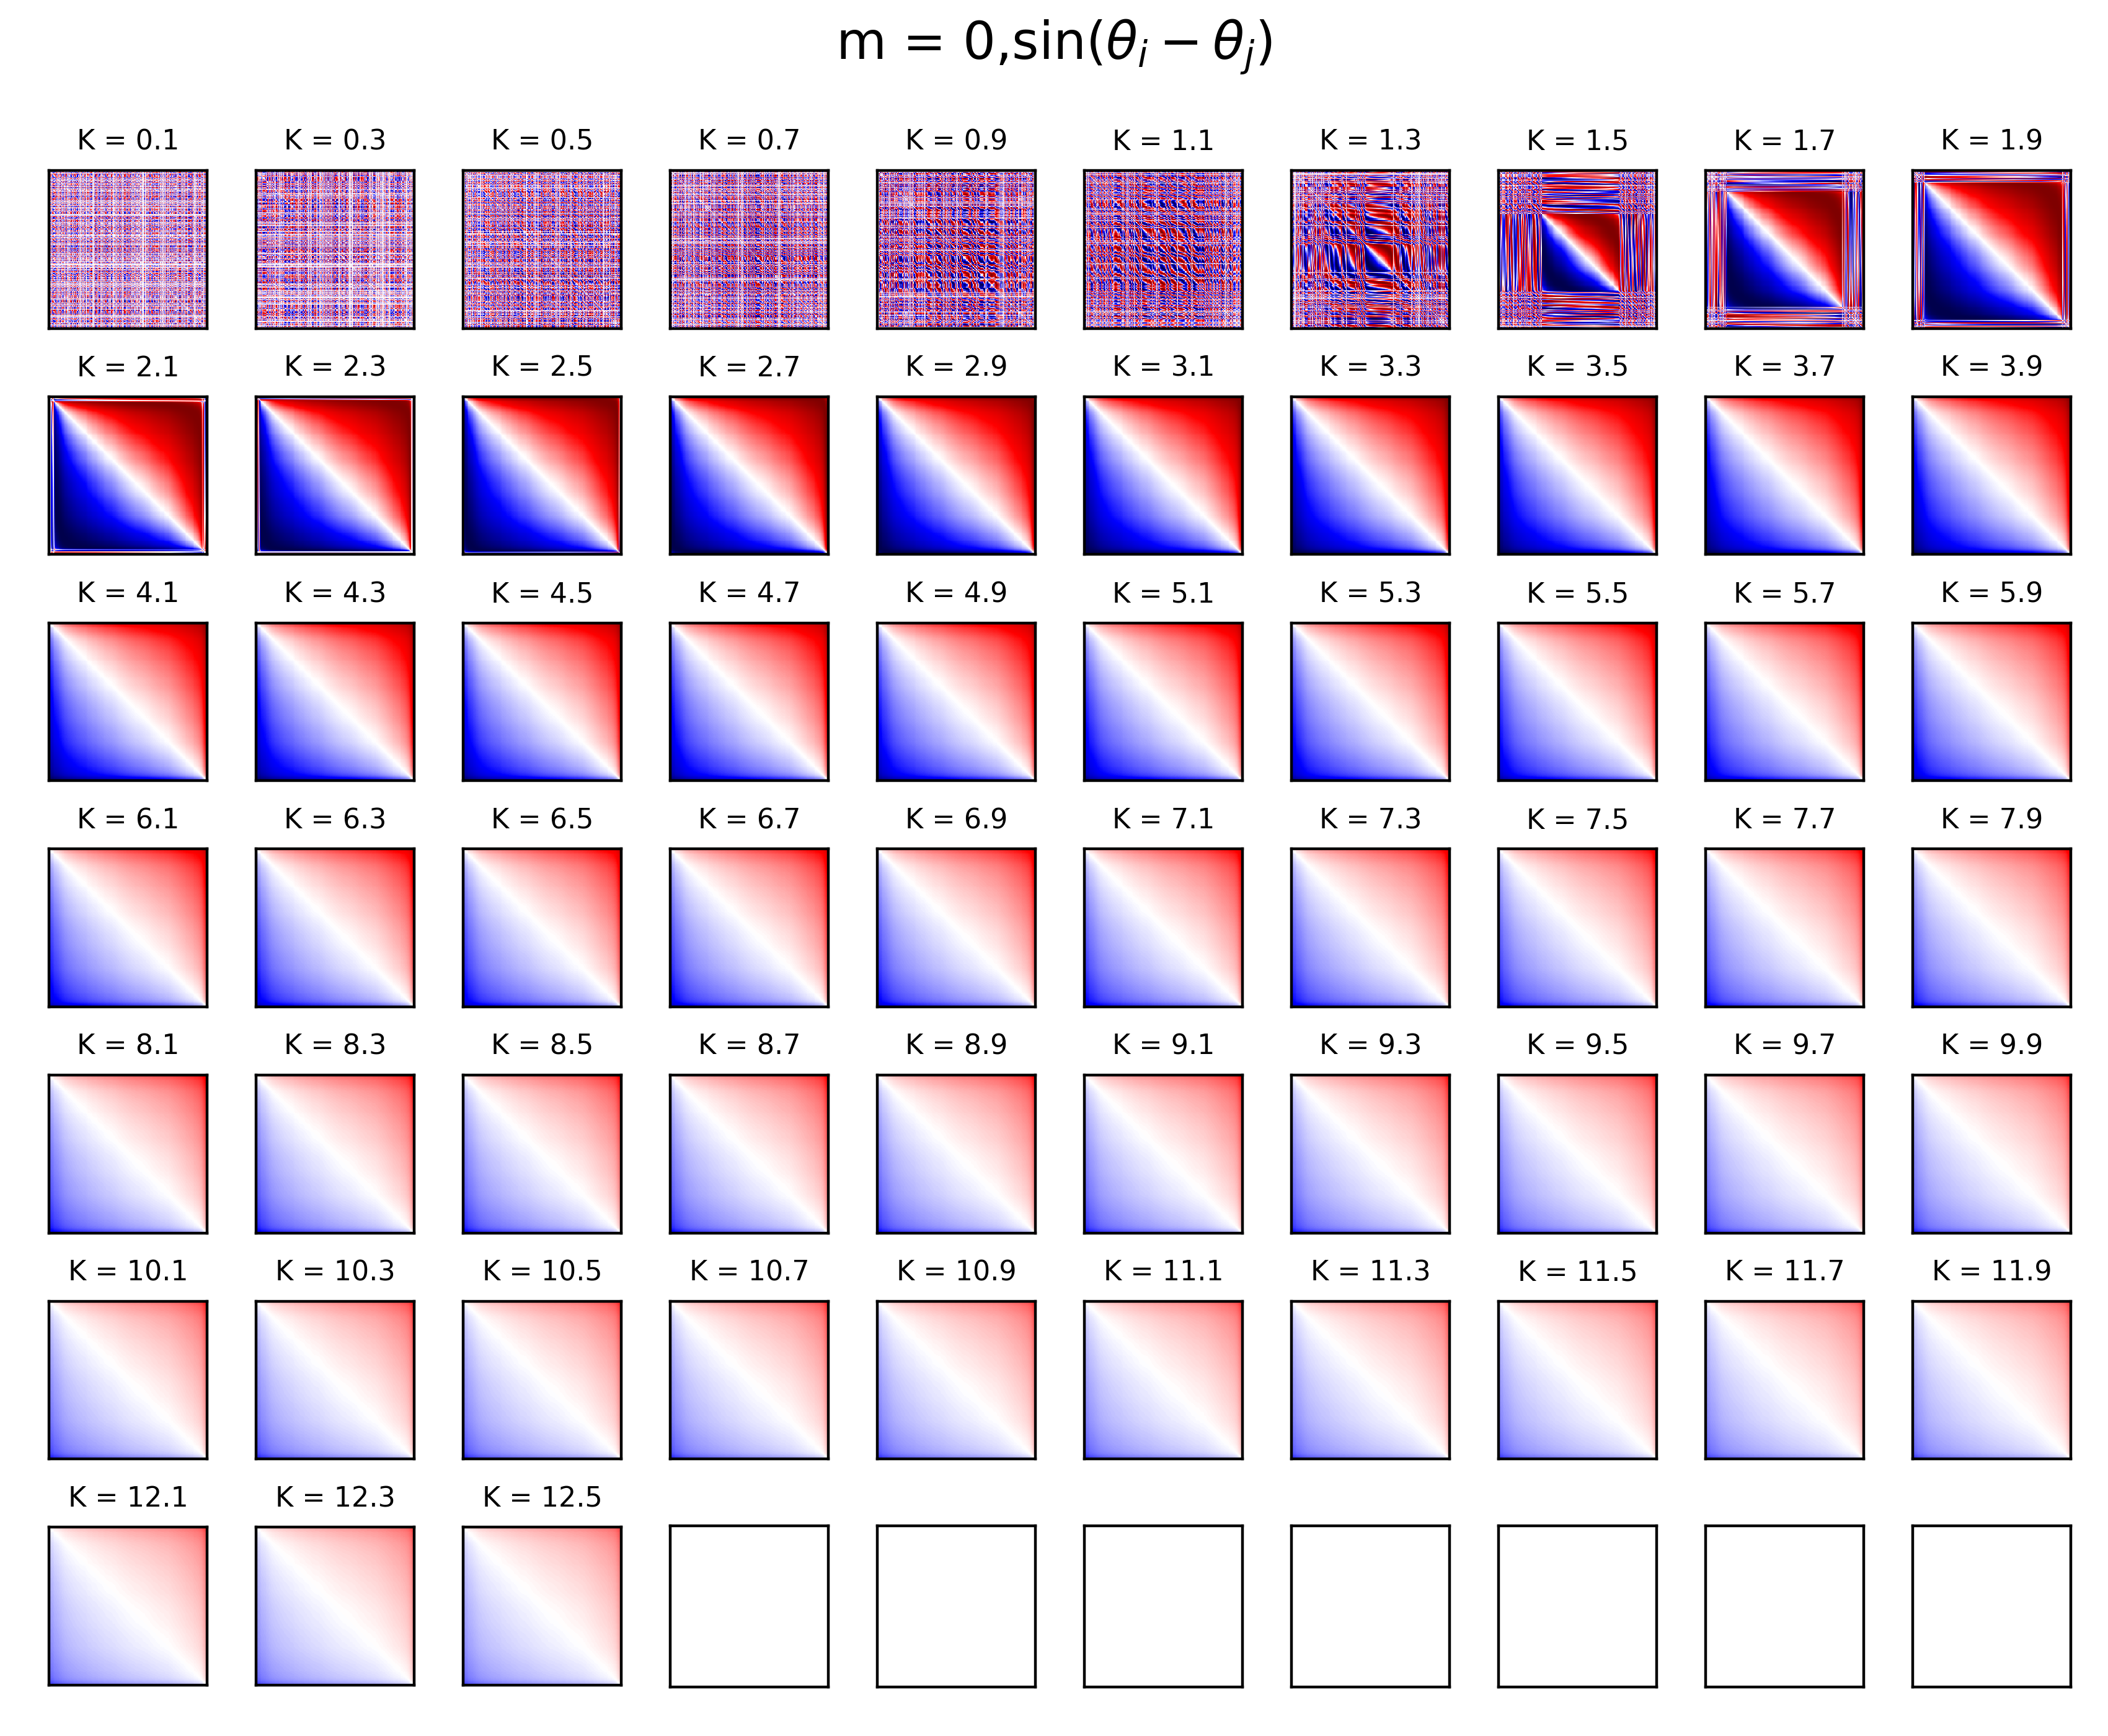 m = 0,sin(θᵢ − θⱼ)
K = 0.1 K = 0.3 K = 0.5 K = 0.7 K = 0.9 K = 1.1 K = 1.3 K = 1.5 K = 1.7 K = 1.9
K = 2.1 K = 2.3 K = 2.5 K = 2.7 K = 2.9 K = 3.1 K = 3.3 K = 3.5 K = 3.7 K = 3.9
K = 4.1 K = 4.3 K = 4.5 K = 4.7 K = 4.9 K = 5.1 K = 5.3 K = 5.5 K = 5.7 K = 5.9
K = 6.1 K = 6.3 K = 6.5 K = 6.7 K = 6.9 K = 7.1 K = 7.3 K = 7.5 K = 7.7 K = 7.9
K = 8.1 K = 8.3 K = 8.5 K = 8.7 K = 8.9 K = 9.1 K = 9.3 K = 9.5 K = 9.7 K = 9.9
K = 10.1 K = 10.3 K = 10.5 K = 10.7 K = 10.9 K = 11.1 K = 11.3 K = 11.5 K = 11.7 K = 11.9
K = 12.1 K = 12.3 K = 12.5